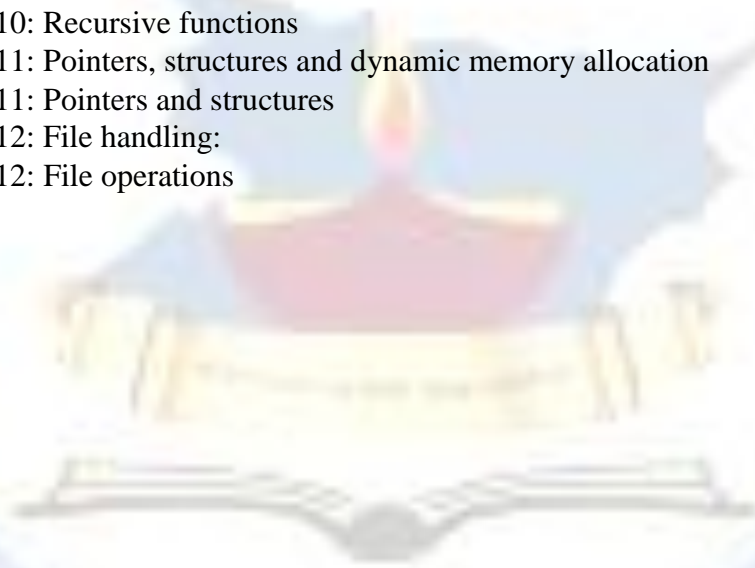 10: Recursive functions
11: Pointers, structures and dynamic memory allocation
11: Pointers and structures
12: File handling:
12: File operations